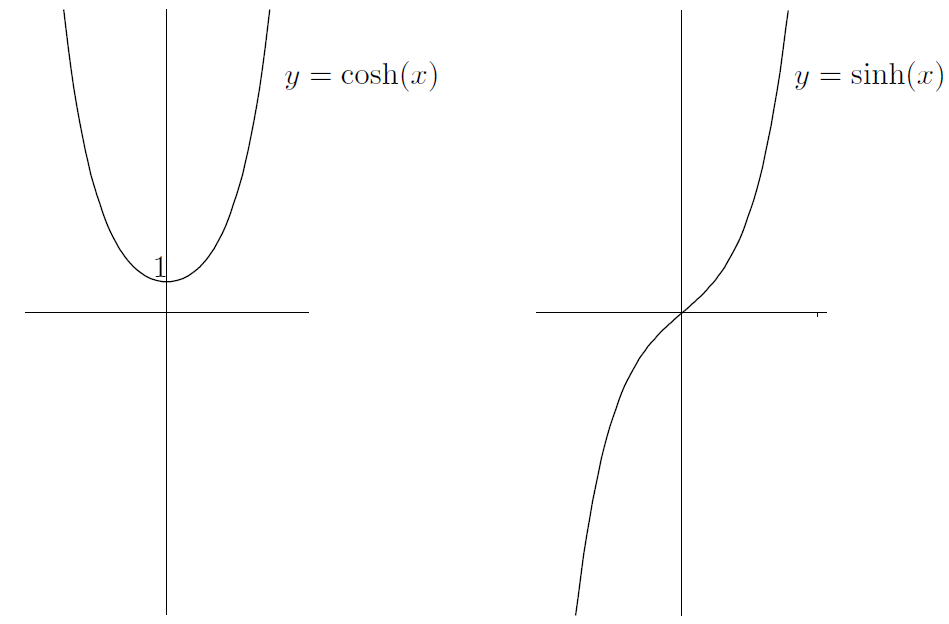 y = cosh(x)
1
y = sinh(x)